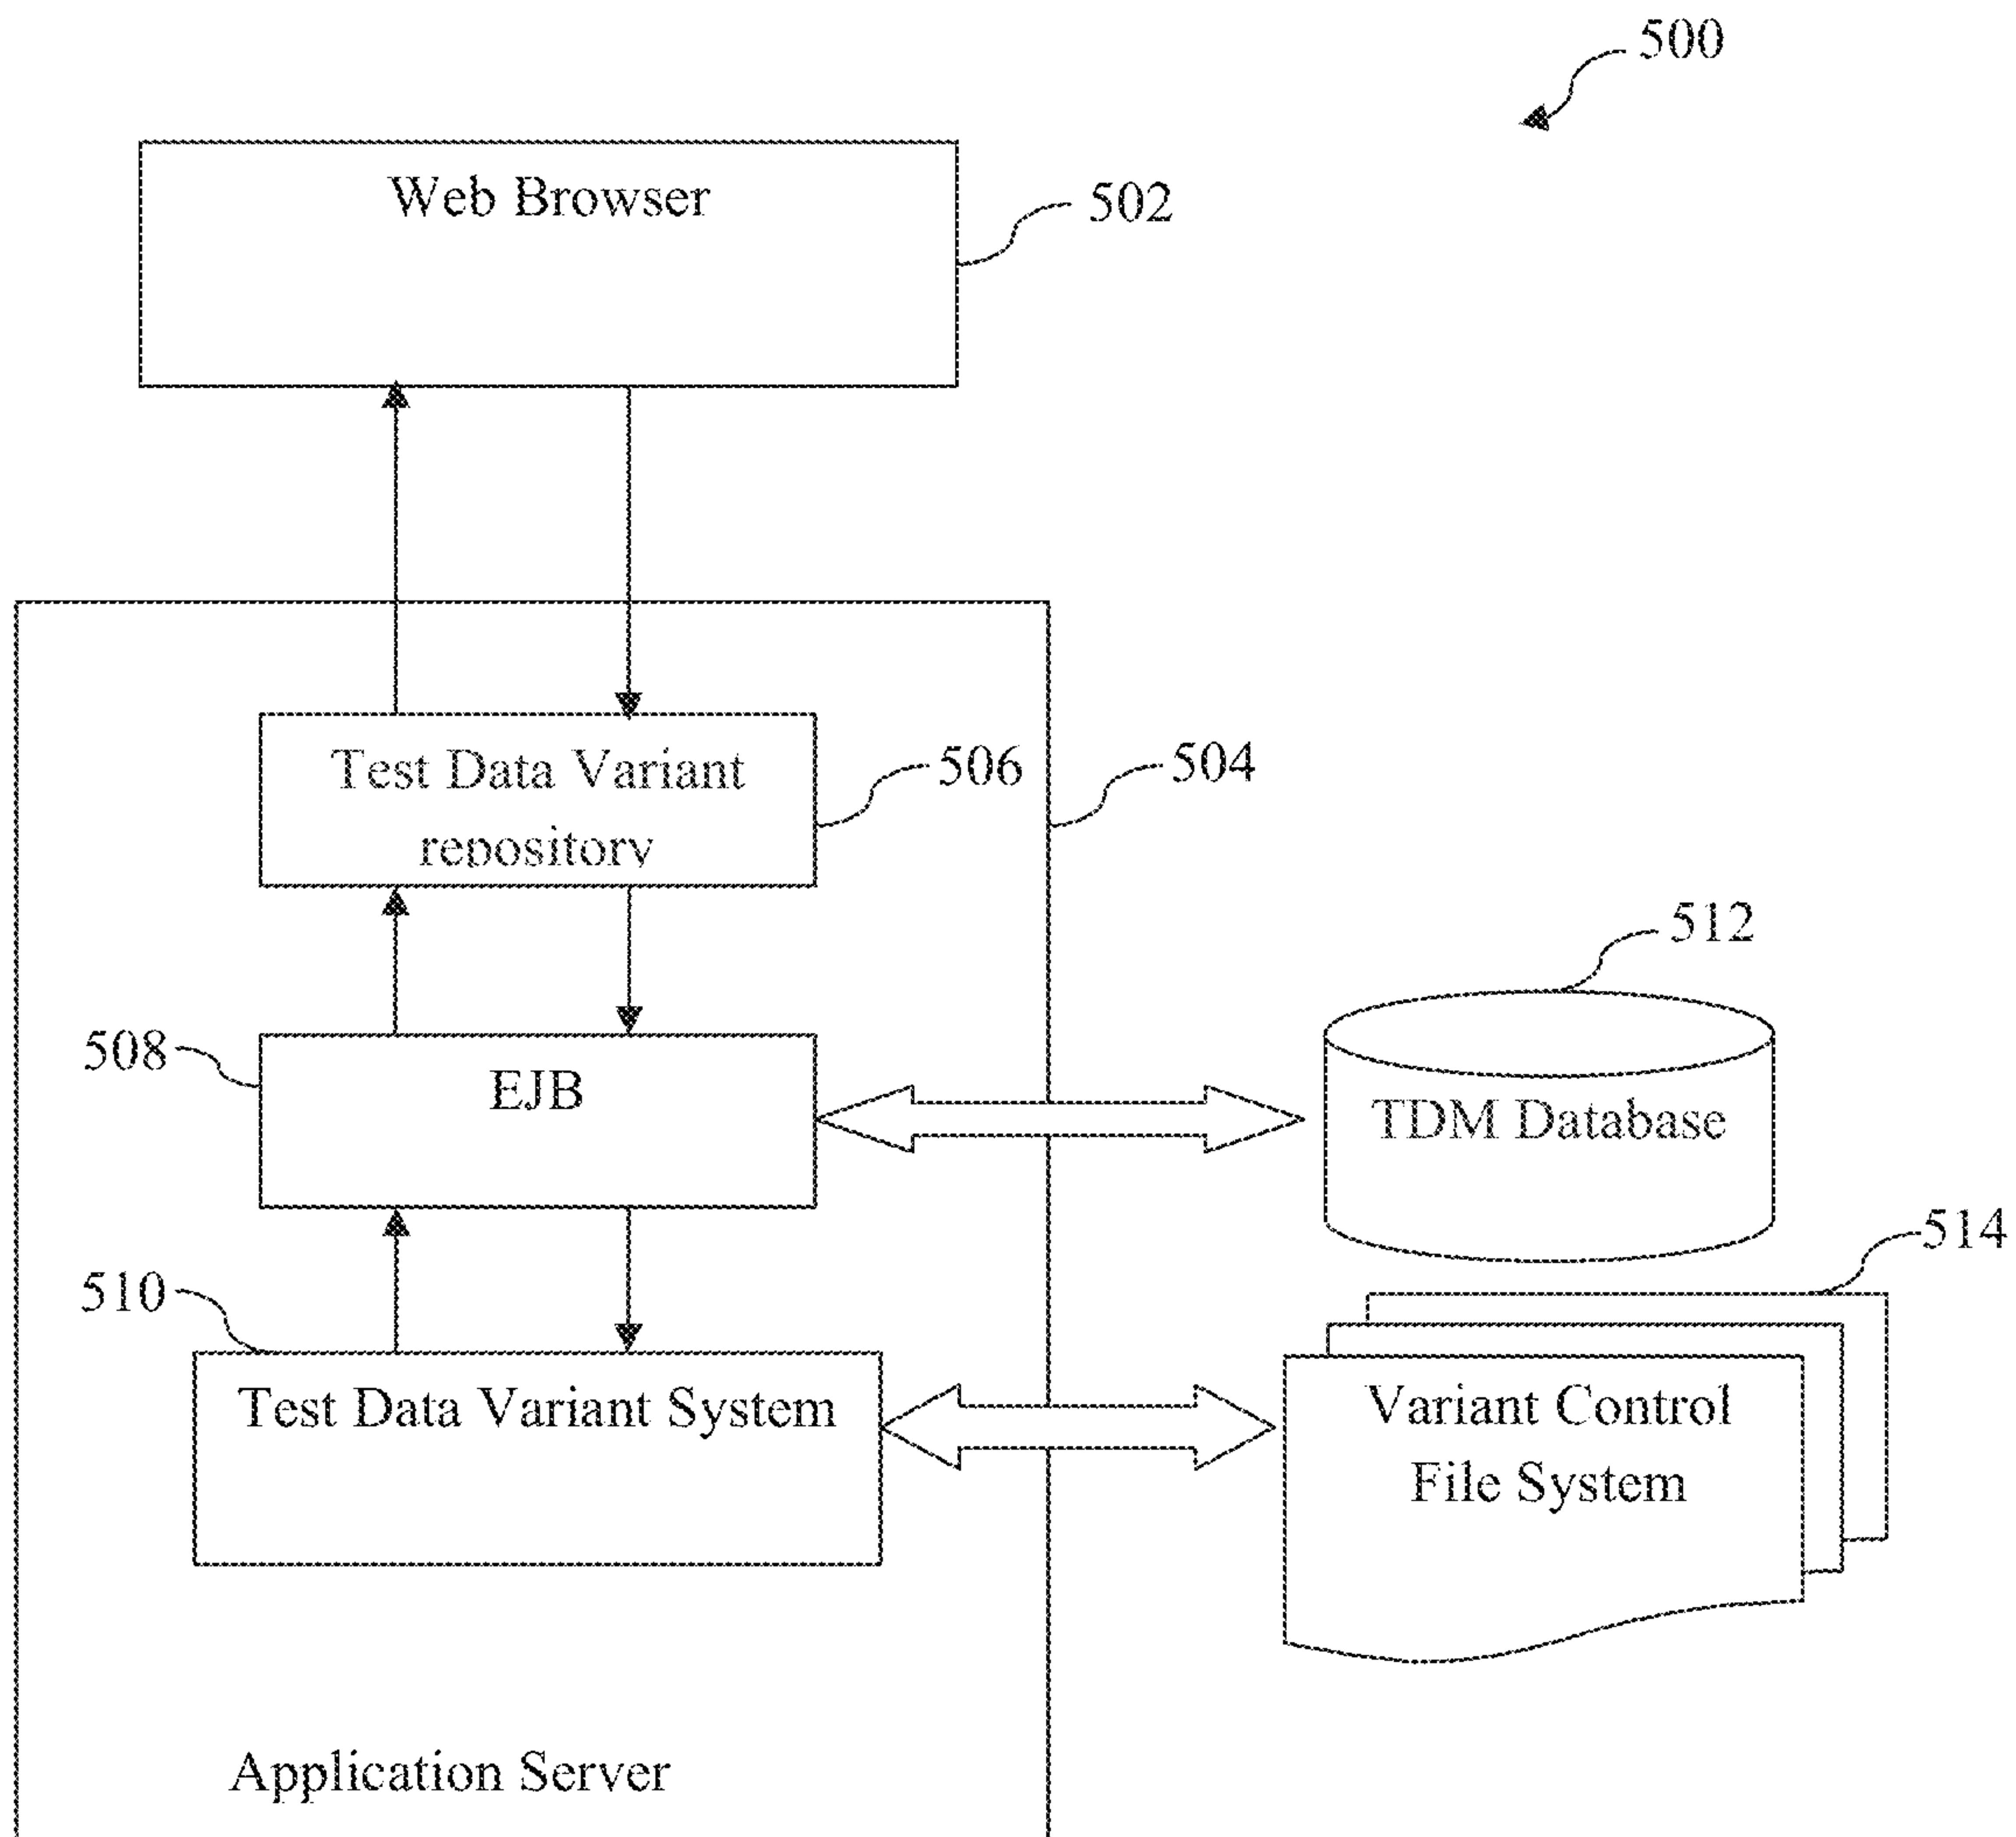 500
Web Browser
502
Test Data Variant
repository
506
504
512
508
EJB
TDM Database
514
510
Test Data Variant System
Variant Control
File System
Application Server